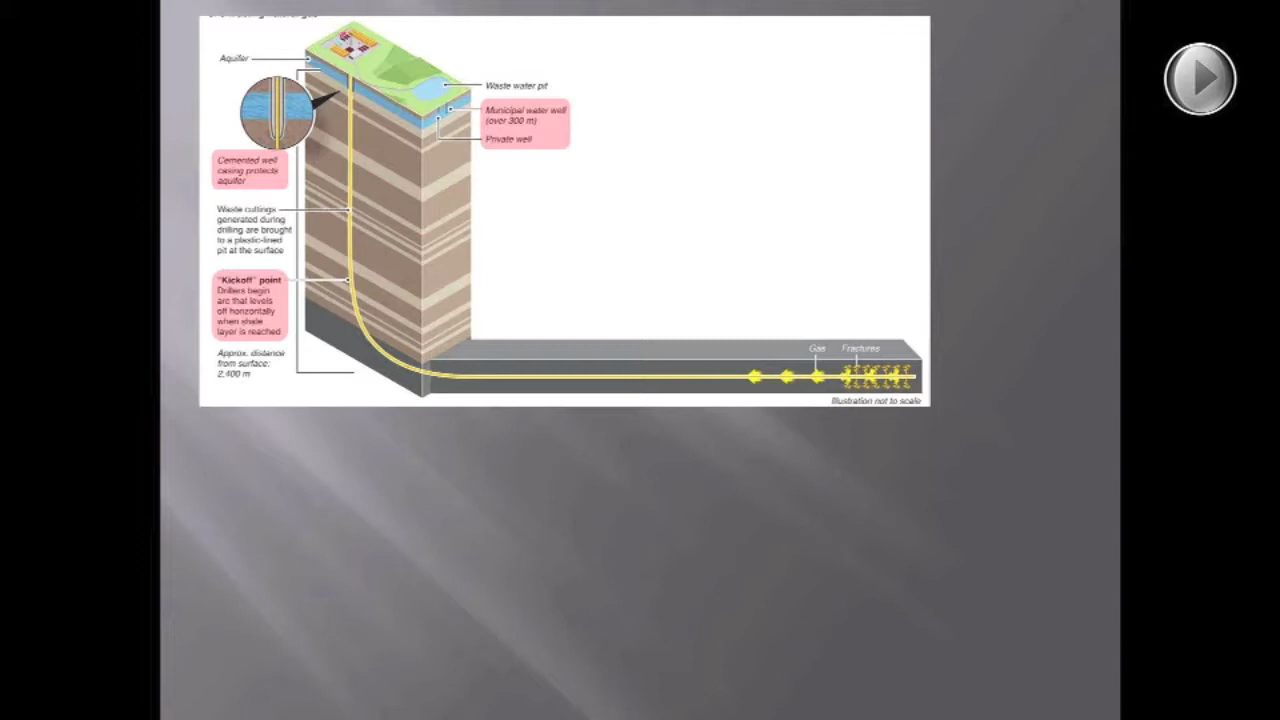 Aquifer
Waste water pit
Municipal water well
(over 300 m)
Private well
Cemented well
casing protects
aquifer
Waste cuttings
generated during
drilling are brought
to a plastic-lined
pit at the surface
"Kickoff" point
Drillers begin
arc that levels
off horizontally
when shale
layer is reached
Approx. distance
from surface:
2,400 m
Gas
Fractures
Illustration not to scale